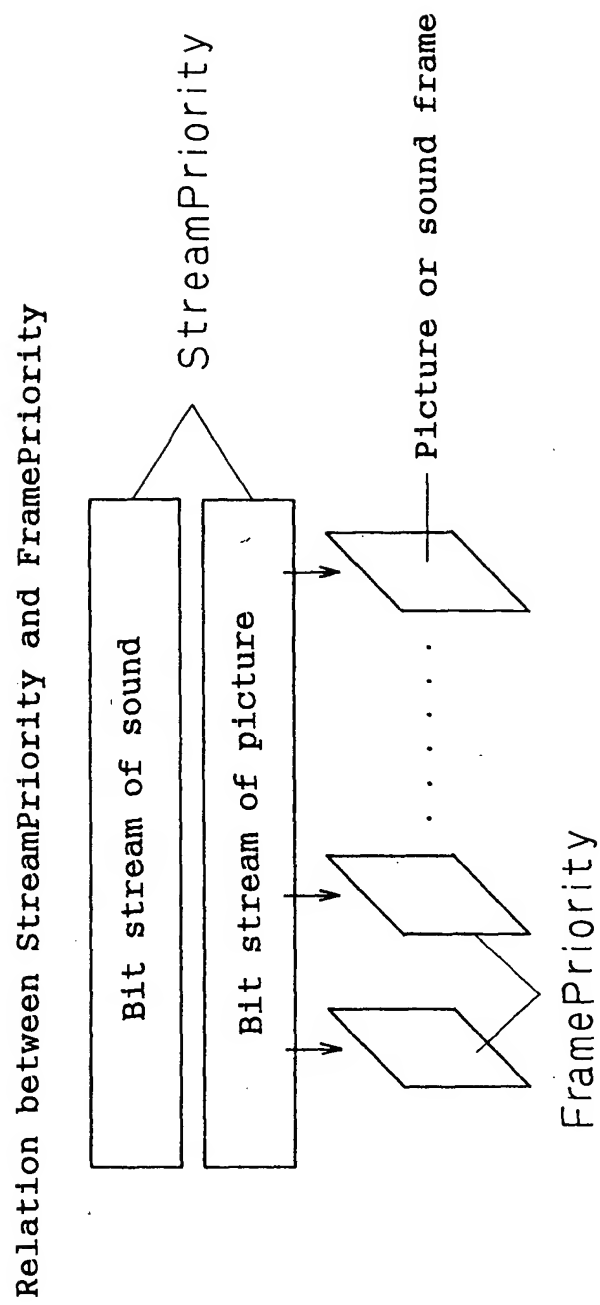 Relation between StreamPriority and FramePriority
Bit stream of sound
StreamPriority
Bit stream of picture
Picture or sound frame
. . . . . .
FramePriority